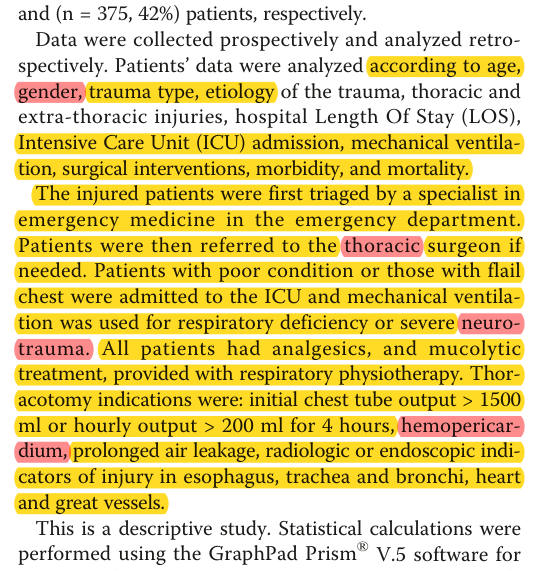 and (n = 375, 42%) patients, respectively.
Data were collected prospectively and analyzed retro-
spectively. Patients’ data were analyzed according to age,
gender, trauma type, etiology of the trauma, thoracic and
extra-thoracic injuries, hospital Length Of Stay (LOS),
Intensive Care Unit (ICU) admission, mechanical ventila-
tion, surgical interventions, morbidity, and mortality.
The injured patients were first triaged by a specialist in
emergency medicine in the emergency department.
Patients were then referred to the thoracic surgeon if
needed. Patients with poor condition or those with flail
chest were admitted to the ICU and mechanical ventila-
tion was used for respiratory deficiency or severe neuro-
trauma. All patients had analgesics, and mucolytic
treatment, provided with respiratory physiotherapy. Thor-
acotomy indications were: initial chest tube output > 1500
ml or hourly output > 200 ml for 4 hours, hemopericar-
dium, prolonged air leakage, radiologic or endoscopic indi-
cators of injury in esophagus, trachea and bronchi, heart
and great vessels.
This is a descriptive study. Statistical calculations were
performed using the GraphPad Prism® V.5 software for